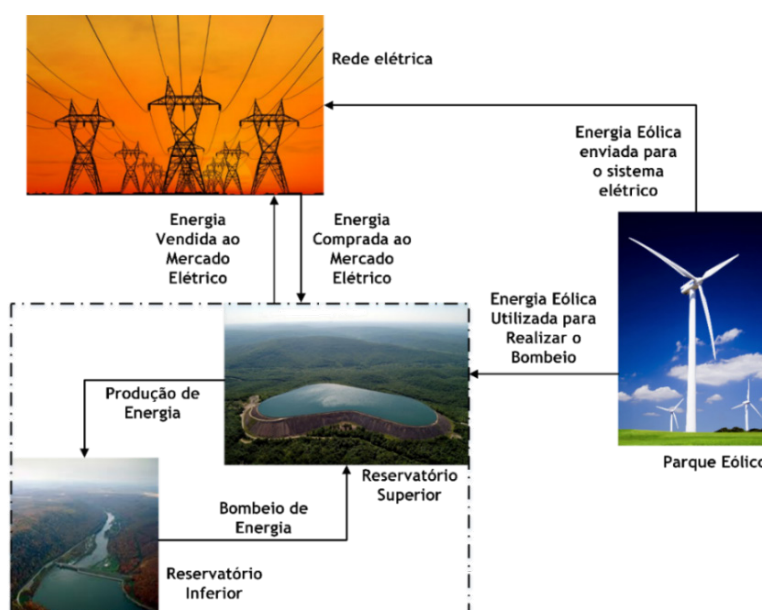 Rede elétrica
Energia Eólica
enviada para
o sistema
elétrico
Energia
Vendida ao
Mercado
Elétrico
Energia
Comprada ao
Mercado
Elétrico
Energia Eólica
Utilizada para
Realizar o
Bombeio
Produção de
Energia
Parque Eólico
Reservatório
Superior
Bombeio de
Energia
Reservatório
Inferior